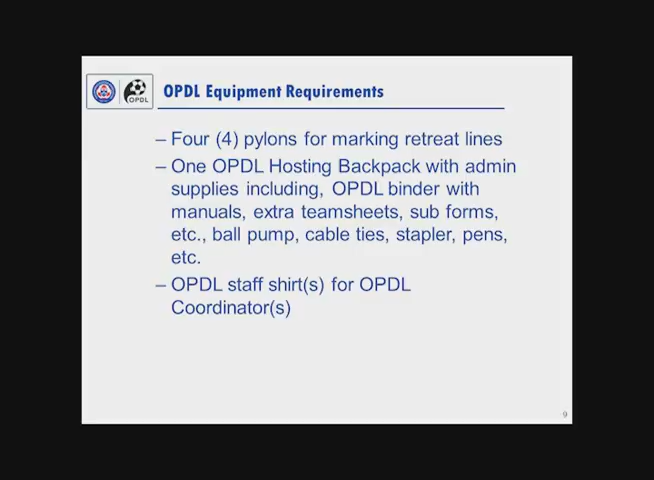 OPDL
OPDL Equipment Requirements
– Four (4) pylons for marking retreat lines
– One OPDL Hosting Backpack with admin
supplies including, OPDL binder with
manuals, extra teamsheets, sub forms,
etc., ball pump, cable ties, stapler, pens,
etc.
– OPDL staff shirt(s) for OPDL
Coordinator(s)
9